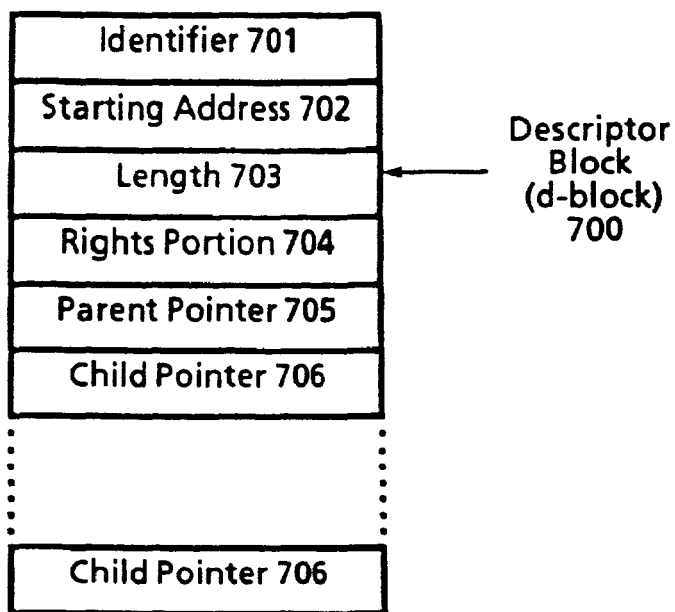 Identifier 701
Starting Address 702
Length 703
Rights Portion 704
Parent Pointer 705
Child Pointer 706
Child Pointer 706
Descriptor
Block
(d-block)
700